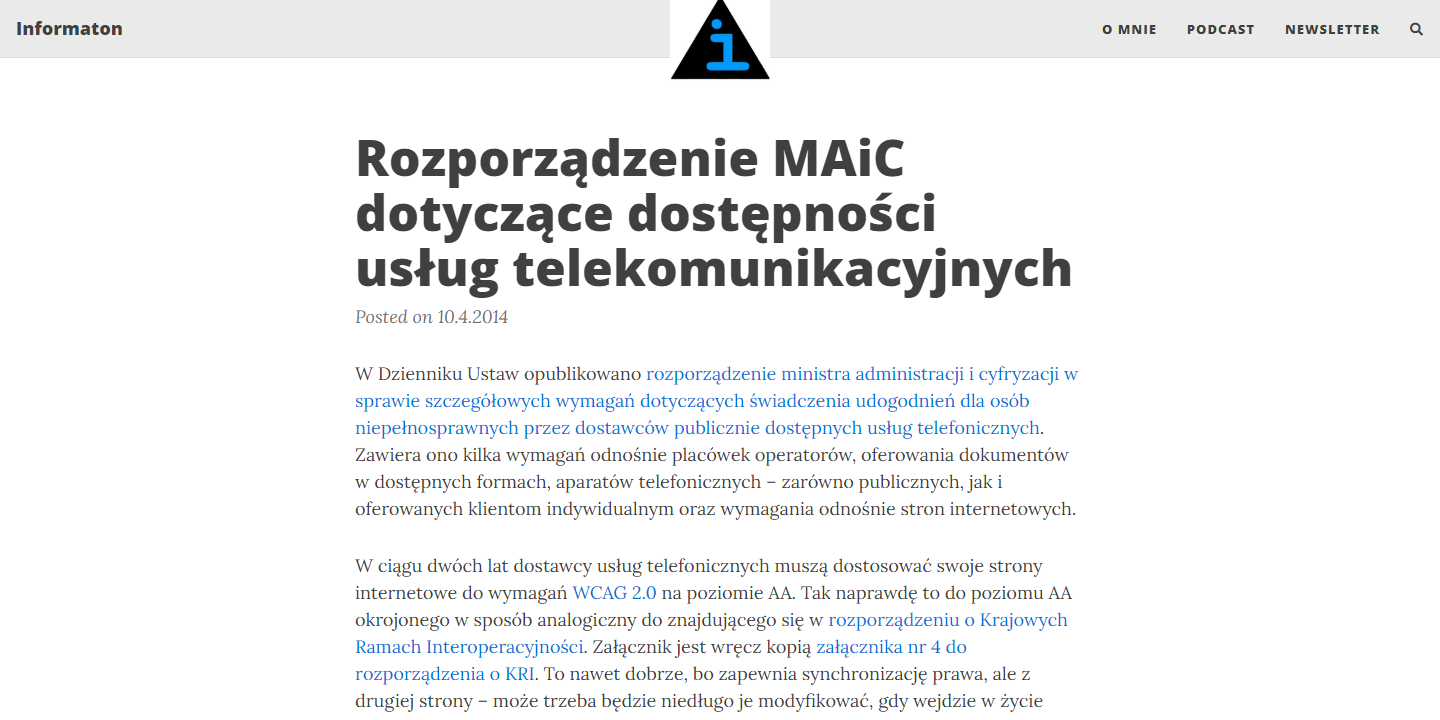 Informaton
i
O MNIE
PODCAST
NEWSLETTER
Rozporządzenie MAiC
dotyczące dostępności
usług telekomunikacyjnych
Posted on 10.4.2014
W Dzienniku Ustaw opublikowano rozporządzenie ministra administracji i cyfryzacji w
sprawie szczegółowych wymagań dotyczących świadczenia udogodnień dla osób
niepełnosprawnych przez dostawców publicznie dostępnych usług telefonicznych.
Zawiera ono kilka wymagań odnośnie placówek operatorów, oferowania dokumentów
w dostępnych formach, aparatów telefonicznych – zarówno publicznych, jak i
oferowanych klientom indywidualnym oraz wymagania odnośnie stron internetowych.
W ciągu dwóch lat dostawcy usług telefonicznych muszą dostosować swoje strony
internetowe do wymagań WCAG 2.0 na poziomie AA. Tak naprawdę to do poziomu AA
okrojonego w sposób analogiczny do znajdującego się w rozporządzeniu o Krajowych
Ramach Interoperacyjności. Załącznik jest wręcz kopią załącznika nr 4 do
rozporządzenia o KRI. To nawet dobrze, bo zapewnia synchronizację prawa, ale z
drugiej strony – może trzeba będzie niedługo je modyfikować, gdy wejdzie w życie